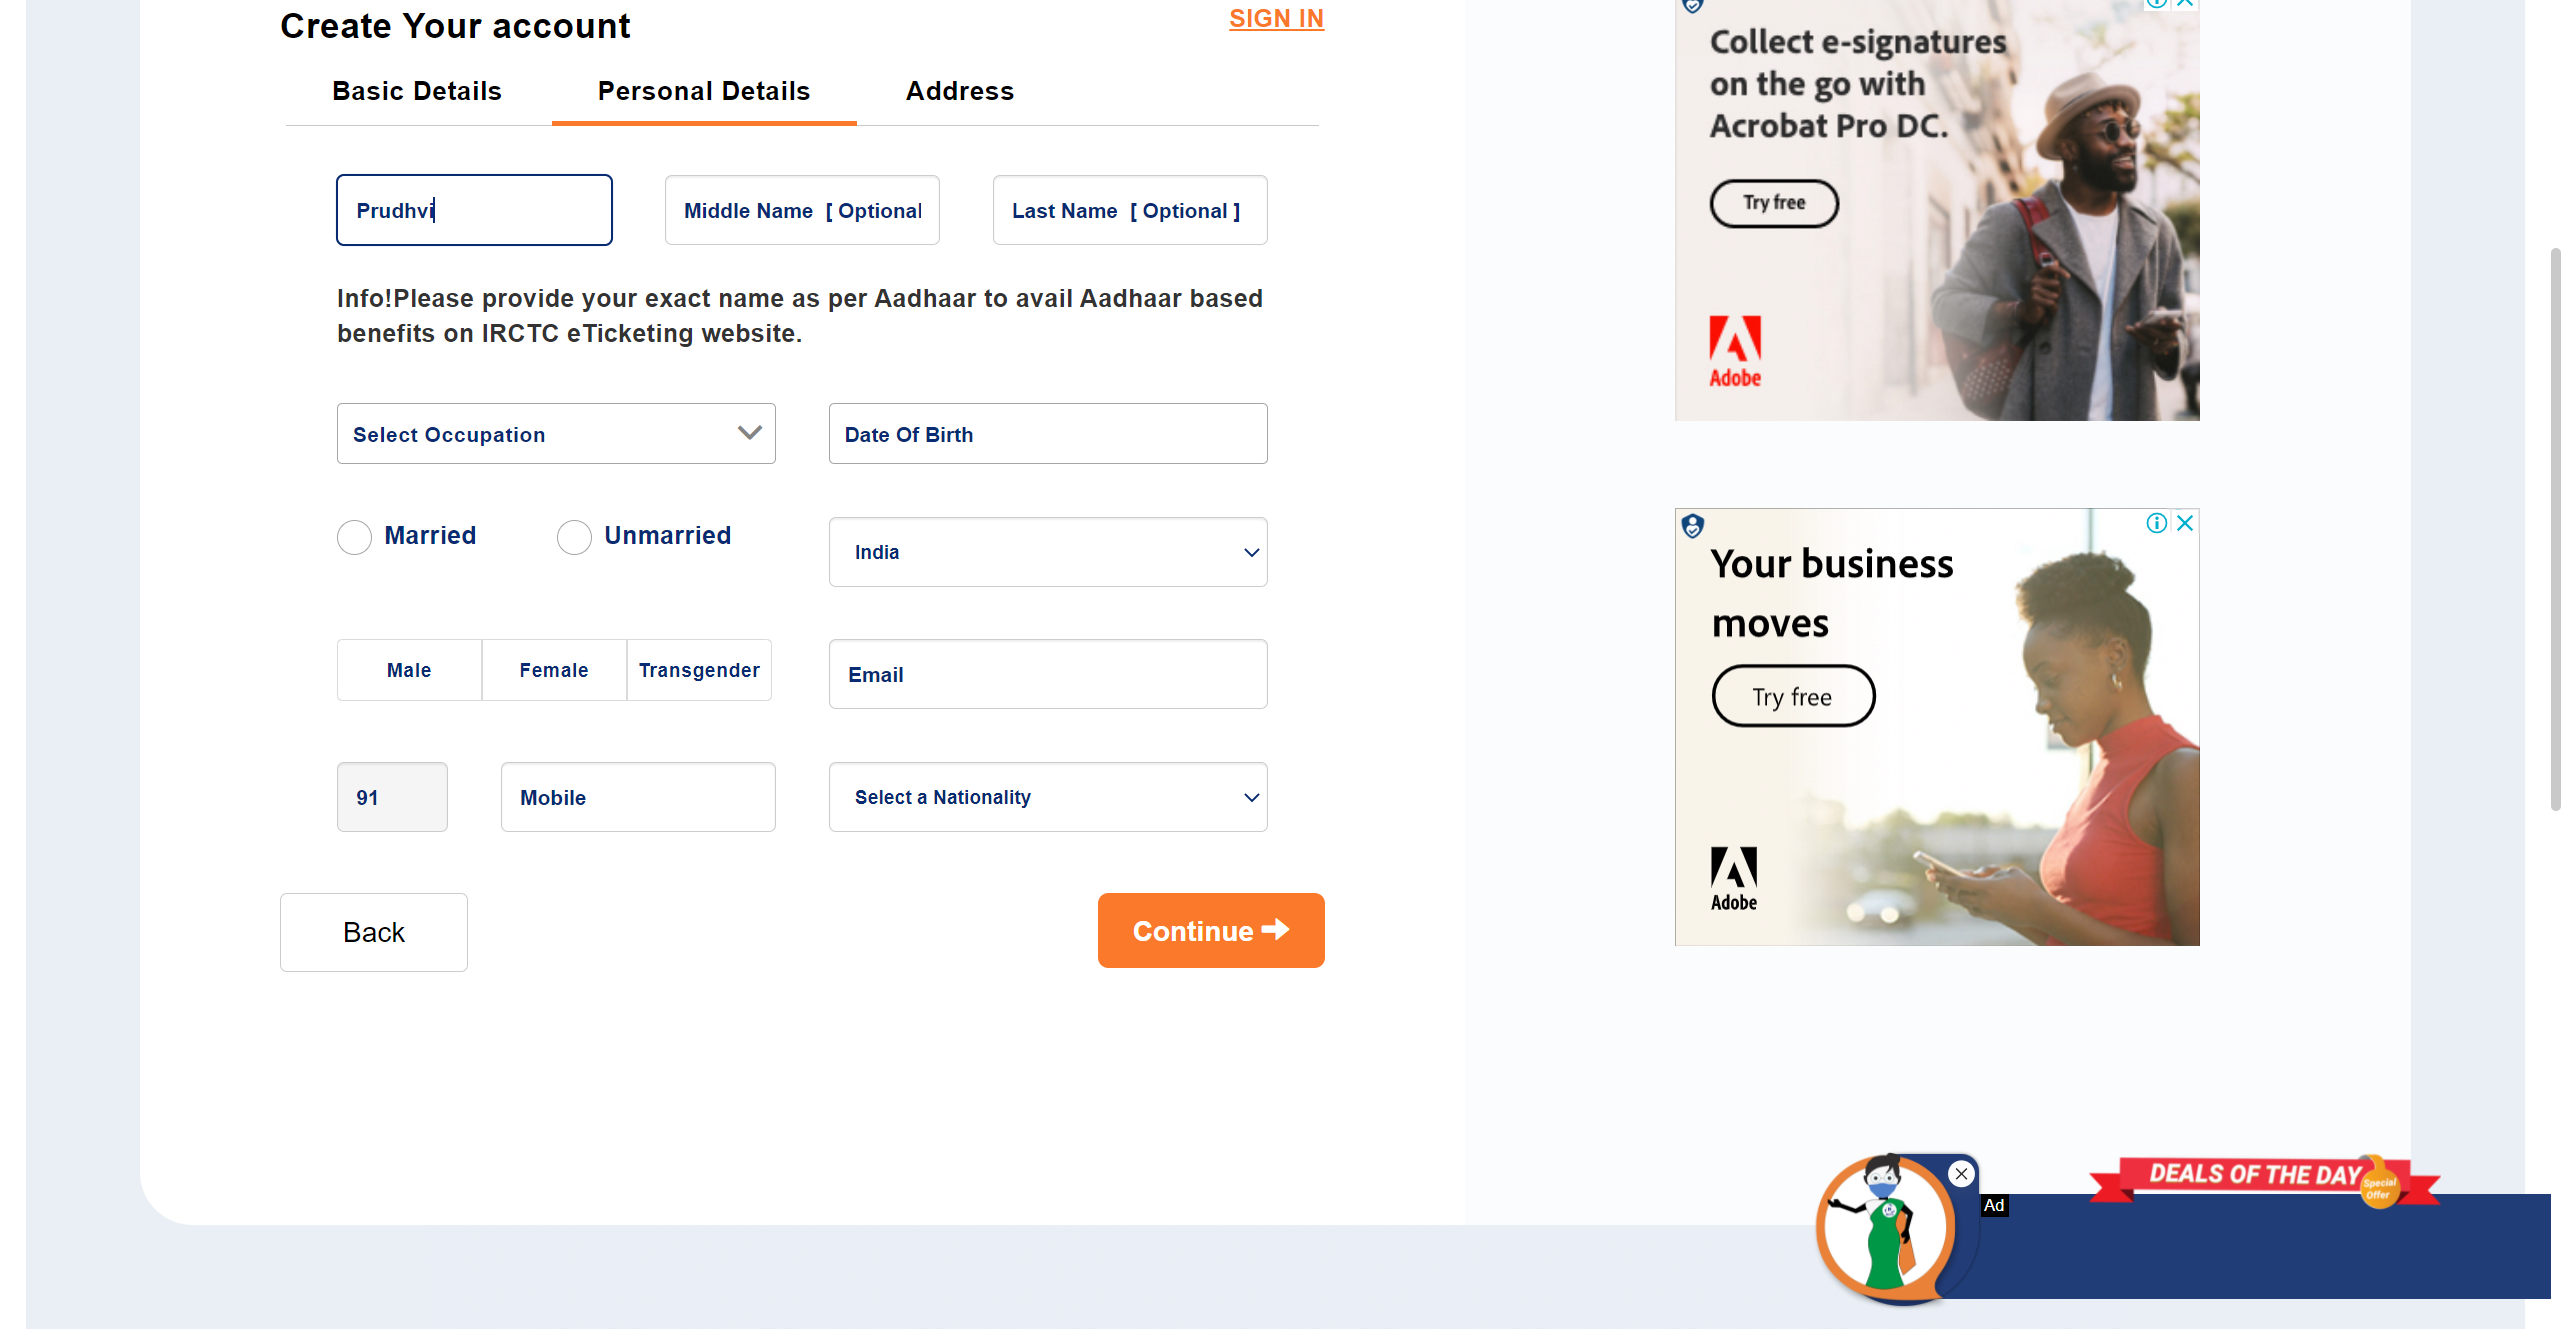 Create Your account
SIGN IN
Basic Details
Personal Details
Address
Prudhvi
Middle Name [ Optional
Last Name [ Optional ]
Info!Please provide your exact name as per Aadhaar to avail Aadhaar based
benefits on IRCTC eTicketing website.
Select Occupation
Date Of Birth
Married
Unmarried
India
Male
Female
Transgender
Email
91
Mobile
Select a Nationality
Back
Continue
Collect e-signatures
on the go with
Acrobat Pro DC.
Try free
Adobe
Your business
moves
Try free
Adobe
DEALS OF THE DAY
Special
Offer
Ad